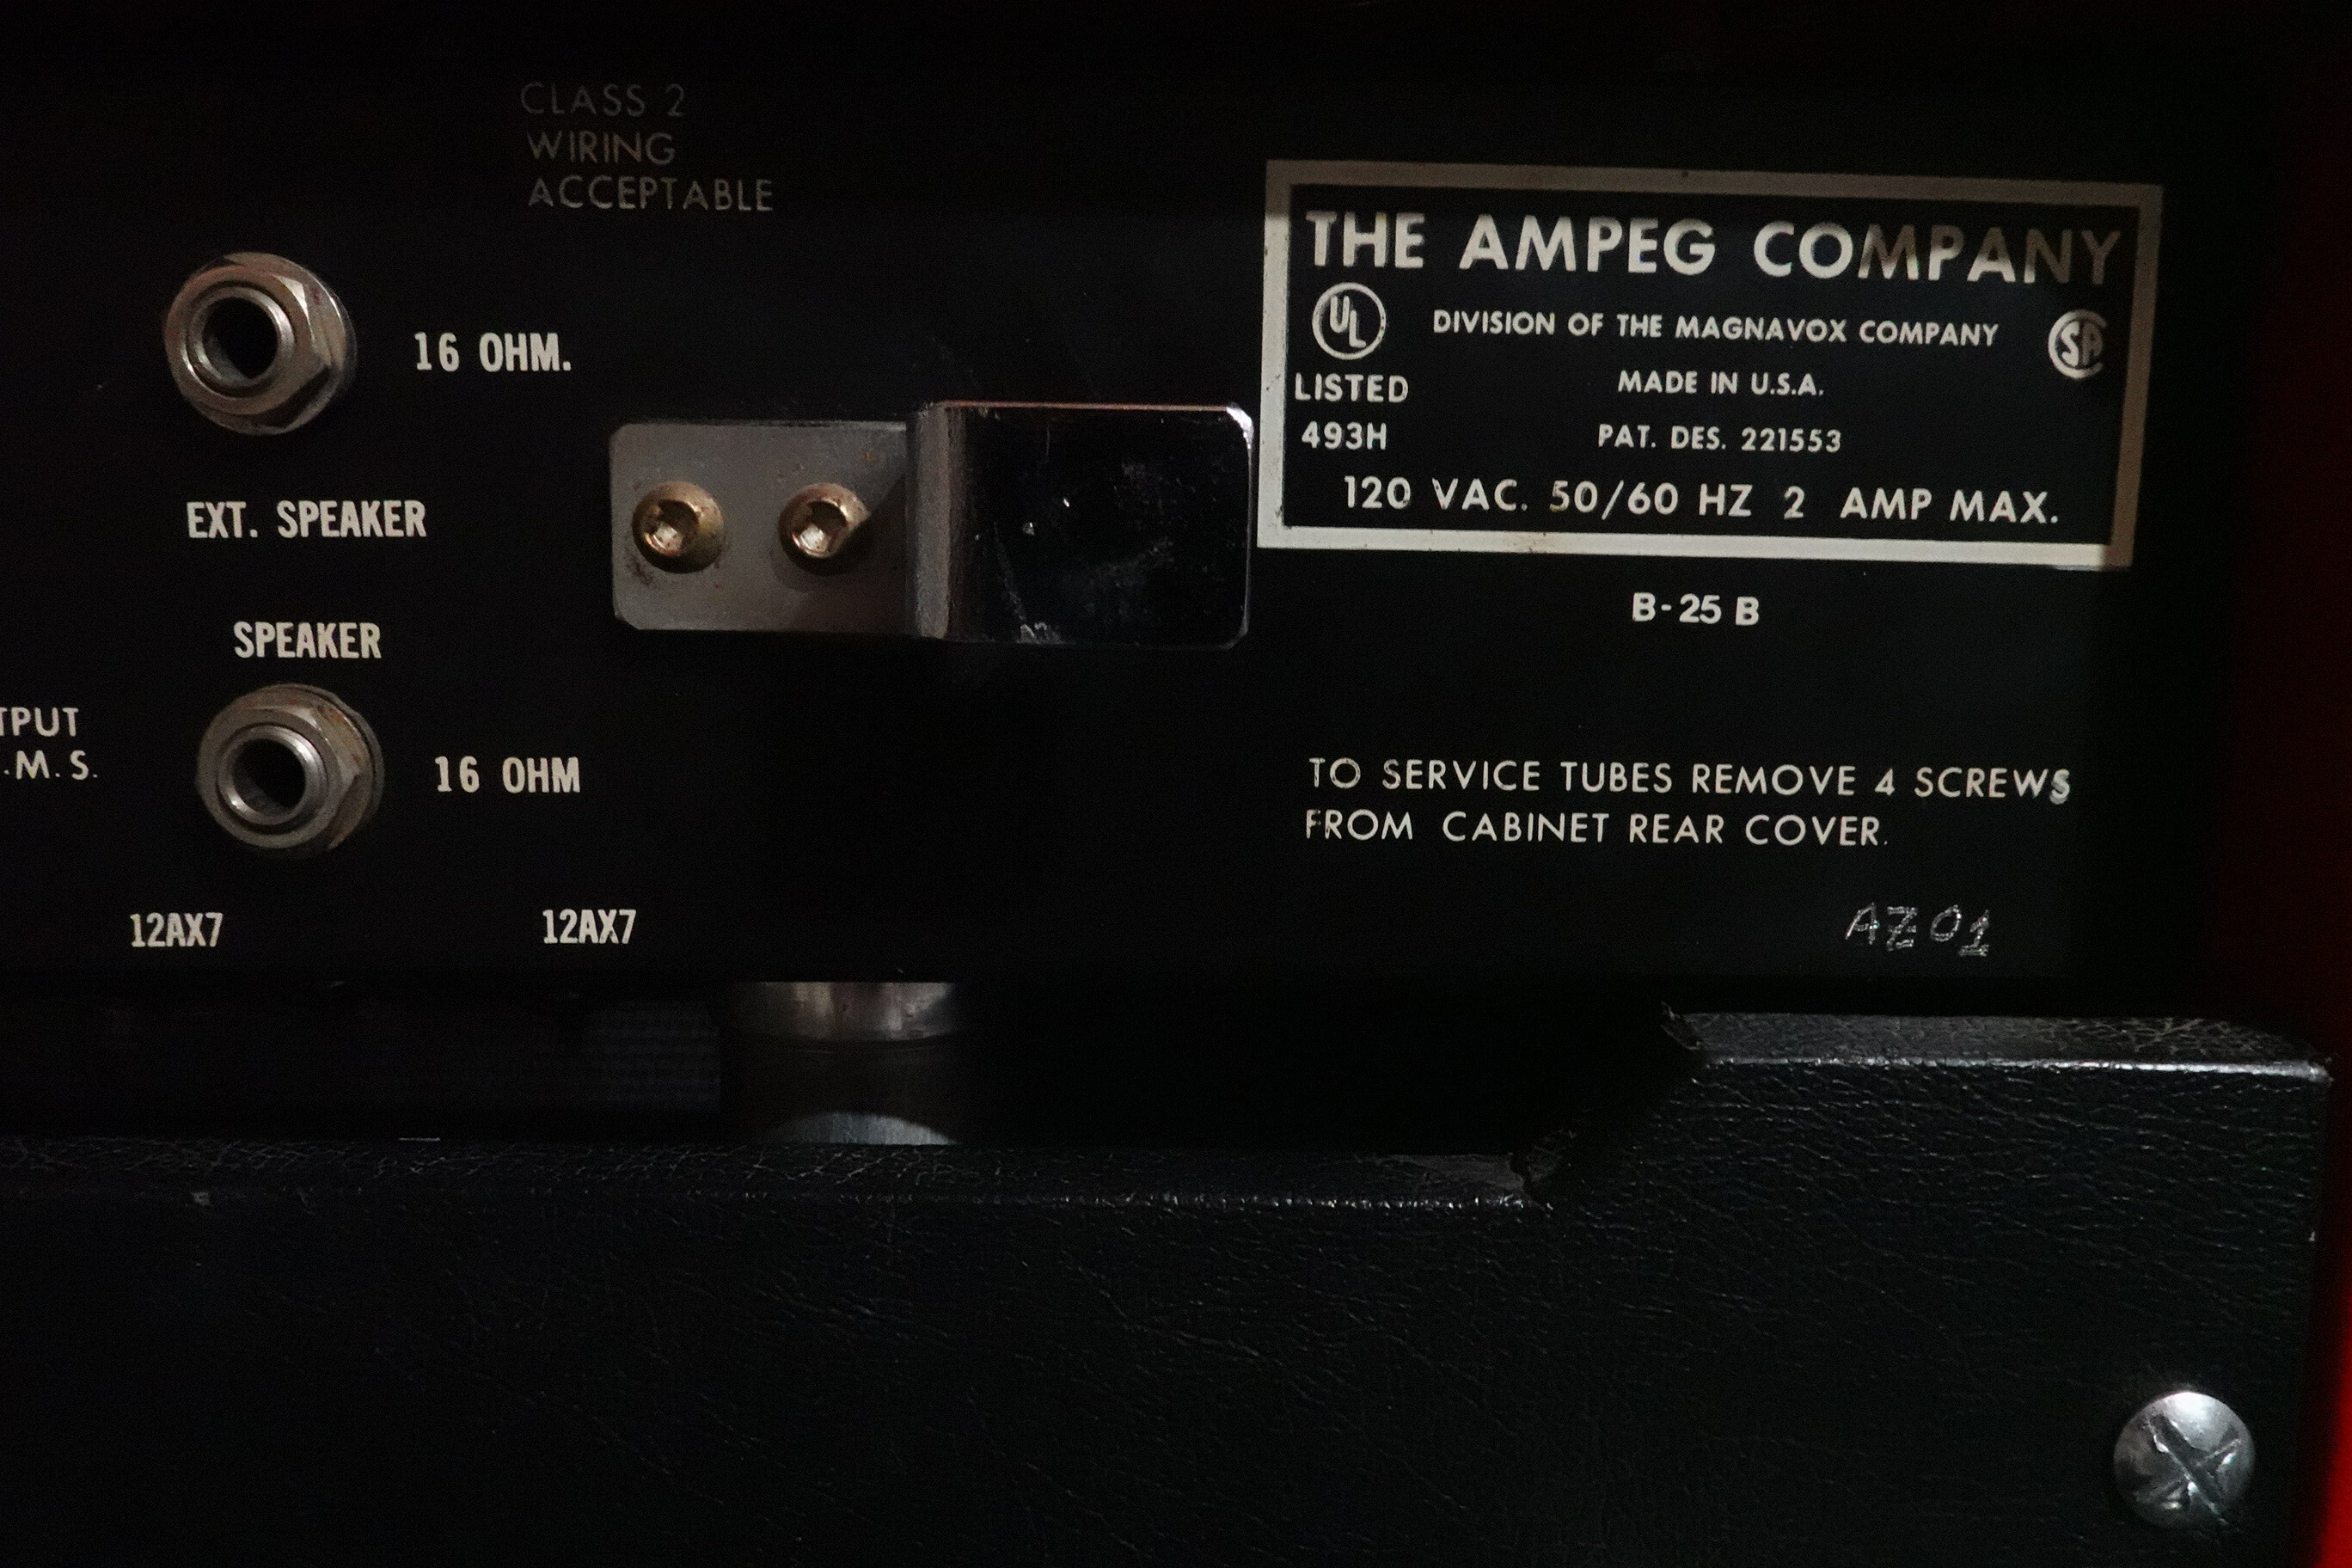 CLASS 2
WIRING
ACCEPTABLE
16 OHM.
EXT. SPEAKER
SPEAKER
TPUT
.M.S.
16 OHM
12AX7
12AX7
THE AMPEG COMPANY
UL
DIVISION OF THE MAGNAVOX COMPANY
SA
LISTED
MADE IN U.S.A.
493H
PAT. DES. 221553
120 VAC. 50/60 HZ 2 AMP MAX.
B-25 B
TO SERVICE TUBES REMOVE 4 SCREWS
FROM CABINET REAR COVER.
AZ01